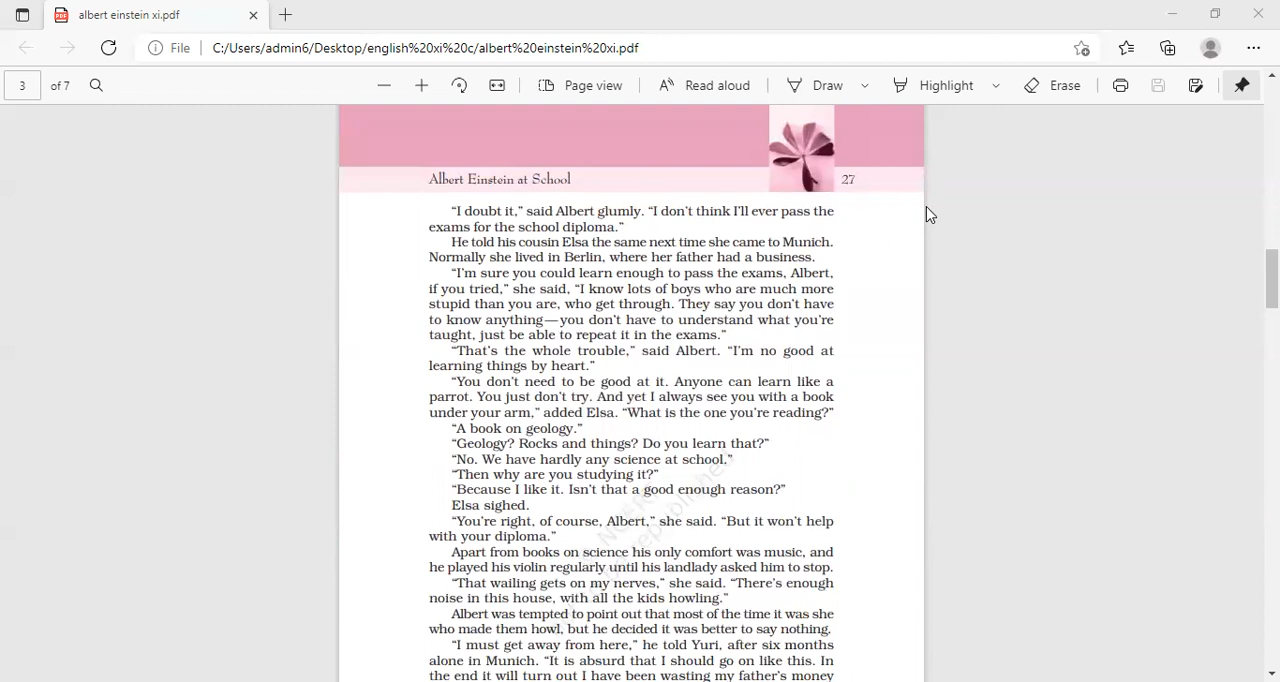 albert einstein xi.pdf
File
C:/Users/admin6/Desktop/english%20xi%20c/albert%20einstein%20xi.pdf
3 of 7
Page view
Read aloud
Draw
Highlight
Erase
Albert Einstein at School 27
“I doubt it,” said Albert glumly. “I don’t think I’ll ever pass the
exams for the school diploma.”
He told his cousin Elsa the same next time she came to Munich.
Normally she lived in Berlin, where her father had a business.
“I’m sure you could learn enough to pass the exams, Albert,
if you tried,” she said, “I know lots of boys who are much more
stupid than you are, who get through. They say you don’t have
to know anything—you don’t have to understand what you’re
taught, just be able to repeat it in the exams.”
“That’s the whole trouble,” said Albert. “I’m no good at
learning things by heart.”
“You don’t need to be good at it. Anyone can learn like a
parrot. You just don’t try. And yet I always see you with a book
under your arm,” added Elsa. “What is the one you’re reading?”
“A book on geology.”
“Geology? Rocks and things? Do you learn that?”
“No. We have hardly any science at school.”
“Then why are you studying it?”
“Because I like it. Isn’t that a good enough reason?”
Elsa sighed.
“You’re right, of course, Albert,” she said. “But it won’t help
with your diploma.”
Apart from books on science his only comfort was music, and
he played his violin regularly until his landlady asked him to stop.
“That wailing gets on my nerves,” she said. “There’s enough
noise in this house, with all the kids howling.”
Albert was tempted to point out that most of the time it was she
who made them howl, but he decided it was better to say nothing.
“I must get away from here,” he told Yuri, after six months
alone in Munich. “It is absurd that I should go on like this. In
the end it will turn out I have been wasting my father’s money